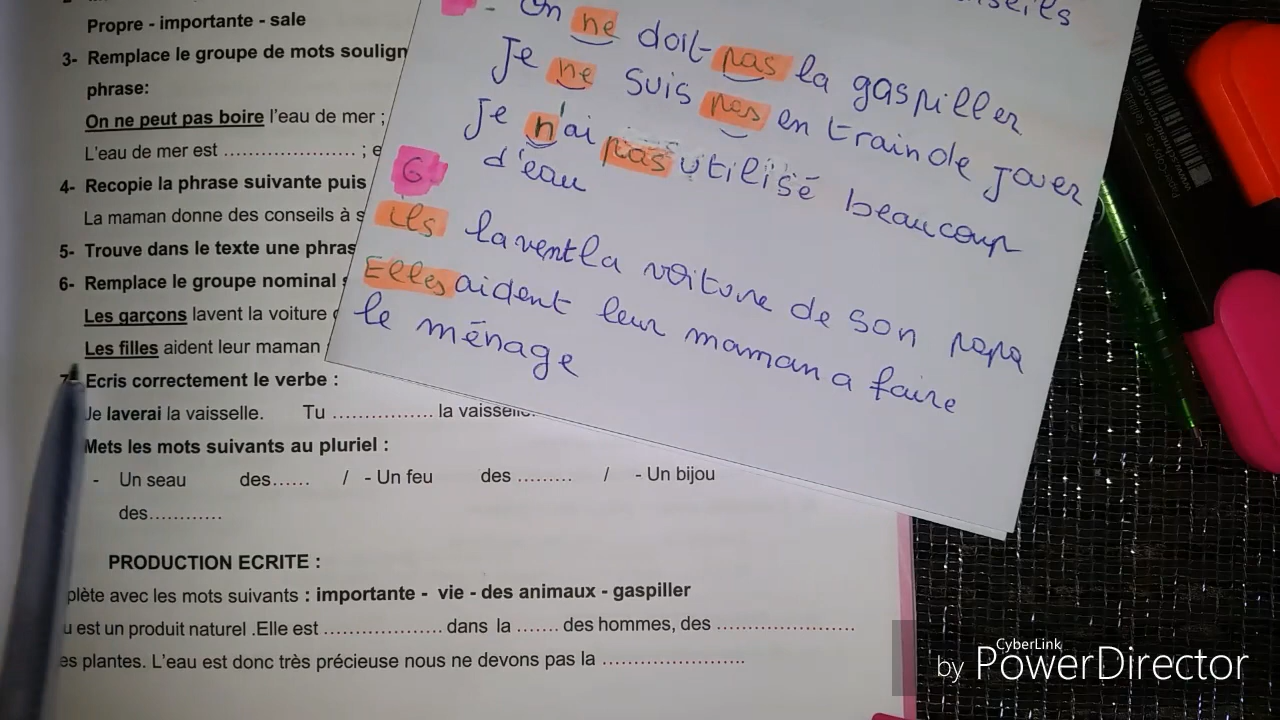 Propre - importante - sale
3- Remplace le groupe de mots soulign
phrase:
On ne peut pas boire l'eau de mer ;
L'eau de mer est ………………… ; e
4- Recopie la phrase suivante puis
La maman donne des conseils à s
5- Trouve dans le texte une phras
6- Remplace le groupe nominal
Les garçons lavent la voiture
Les filles aident leur maman
7- Ecris correctement le verbe :
Je laverai la vaisselle. Tu …………… la vaisselle.
Mets les mots suivants au pluriel :
- Un seau des…… / - Un feu des ……… / - Un bijou
des…………
PRODUCTION ECRITE :
plète avec les mots suivants : importante - vie - des animaux - gaspiller
u est un produit naturel .Elle est ……………… dans la ……. des hommes, des …………………
es plantes. L'eau est donc très précieuse nous ne devons pas la …………………..
seils
- On ne doit pas la gaspiller
Je ne suis pas en train de jouer
Je n'ai pas utilisé beaucoup
d'eau
6-
ils lavent la voiture de son papa
Elles aident leur maman a faire
le ménage
CyberLink
by PowerDirector